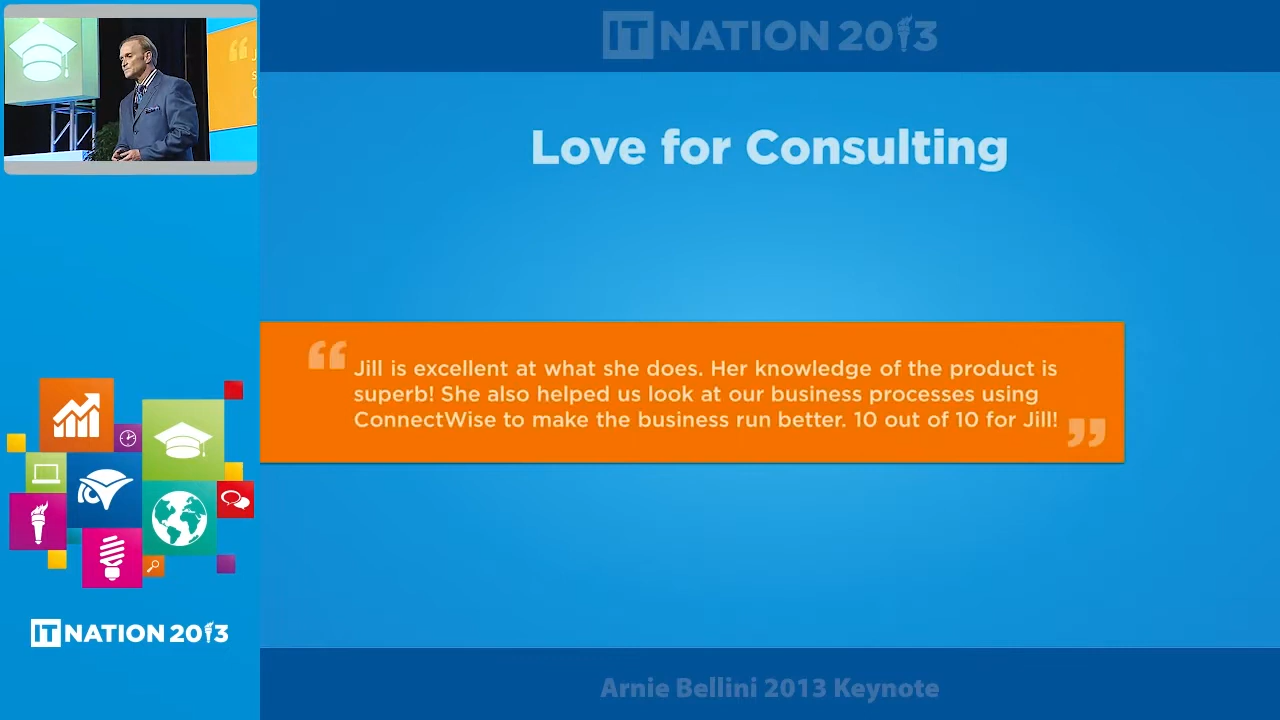 IT NATION 2013
Love for Consulting
“
Jill is excellent at what she does. Her knowledge of the product is
superb! She also helped us look at our business processes using
ConnectWise to make the business run better. 10 out of 10 for Jill!
”
IT NATION 2013
Arnie Bellini 2013 Keynote